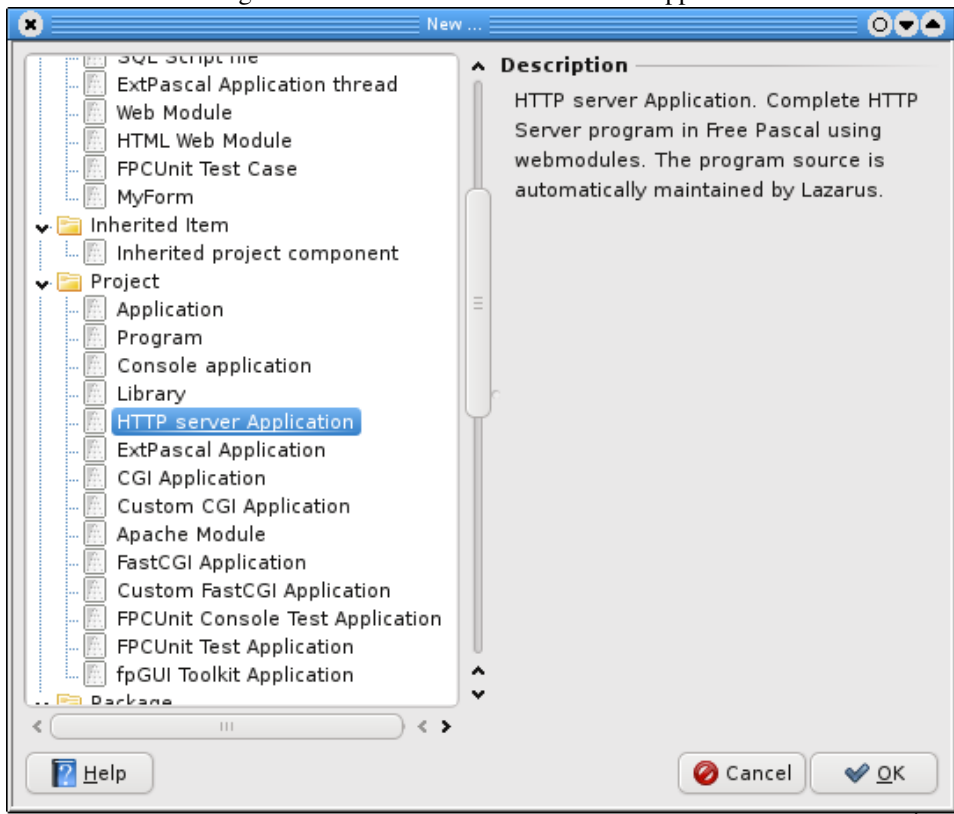 New ...
SQL Script file
ExtPascal Application thread
Web Module
HTML Web Module
FPCUnit Test Case
MyForm
Inherited Item
Inherited project component
Project
Application
Program
Console application
Library
HTTP server Application
ExtPascal Application
CGI Application
Custom CGI Application
Apache Module
FastCGI Application
Custom FastCGI Application
FPCUnit Console Test Application
FPCUnit Test Application
fpGUI Toolkit Application
Package
Description
HTTP server Application. Complete HTTP
Server program in Free Pascal using
webmodules. The program source is
automatically maintained by Lazarus.
Help
Cancel
OK